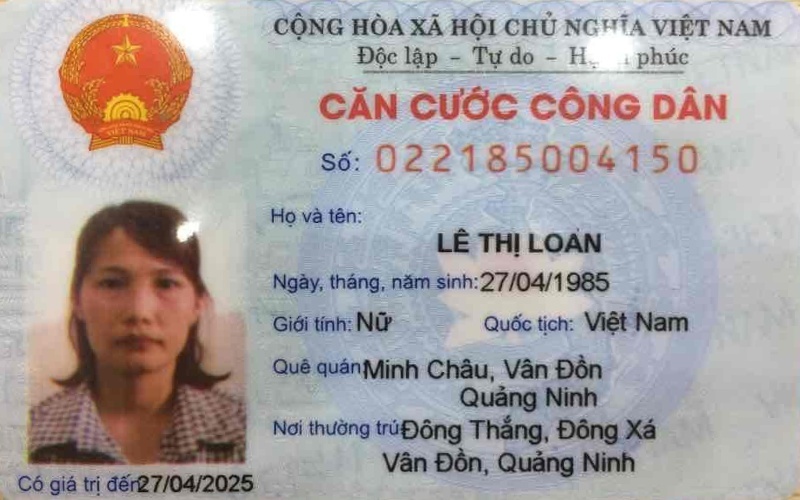 CỘNG HÒA XÃ HỘI CHỦ NGHĨA VIỆT NAM
Độc lập - Tự do - Hạnh phúc
CĂN CƯỚC CÔNG DÂN
Số: 022185004150
Họ và tên:
LÊ THỊ LOAN
Ngày, tháng, năm sinh: 27/04/1985
Giới tính: Nữ Quốc tịch: Việt Nam
Quê quán: Minh Châu, Vân Đồn
Quảng Ninh
Nơi thường trú: Đông Thắng, Đông Xá
Vân Đồn, Quảng Ninh
Có giá trị đến: 27/04/2025
VIỆT NAM